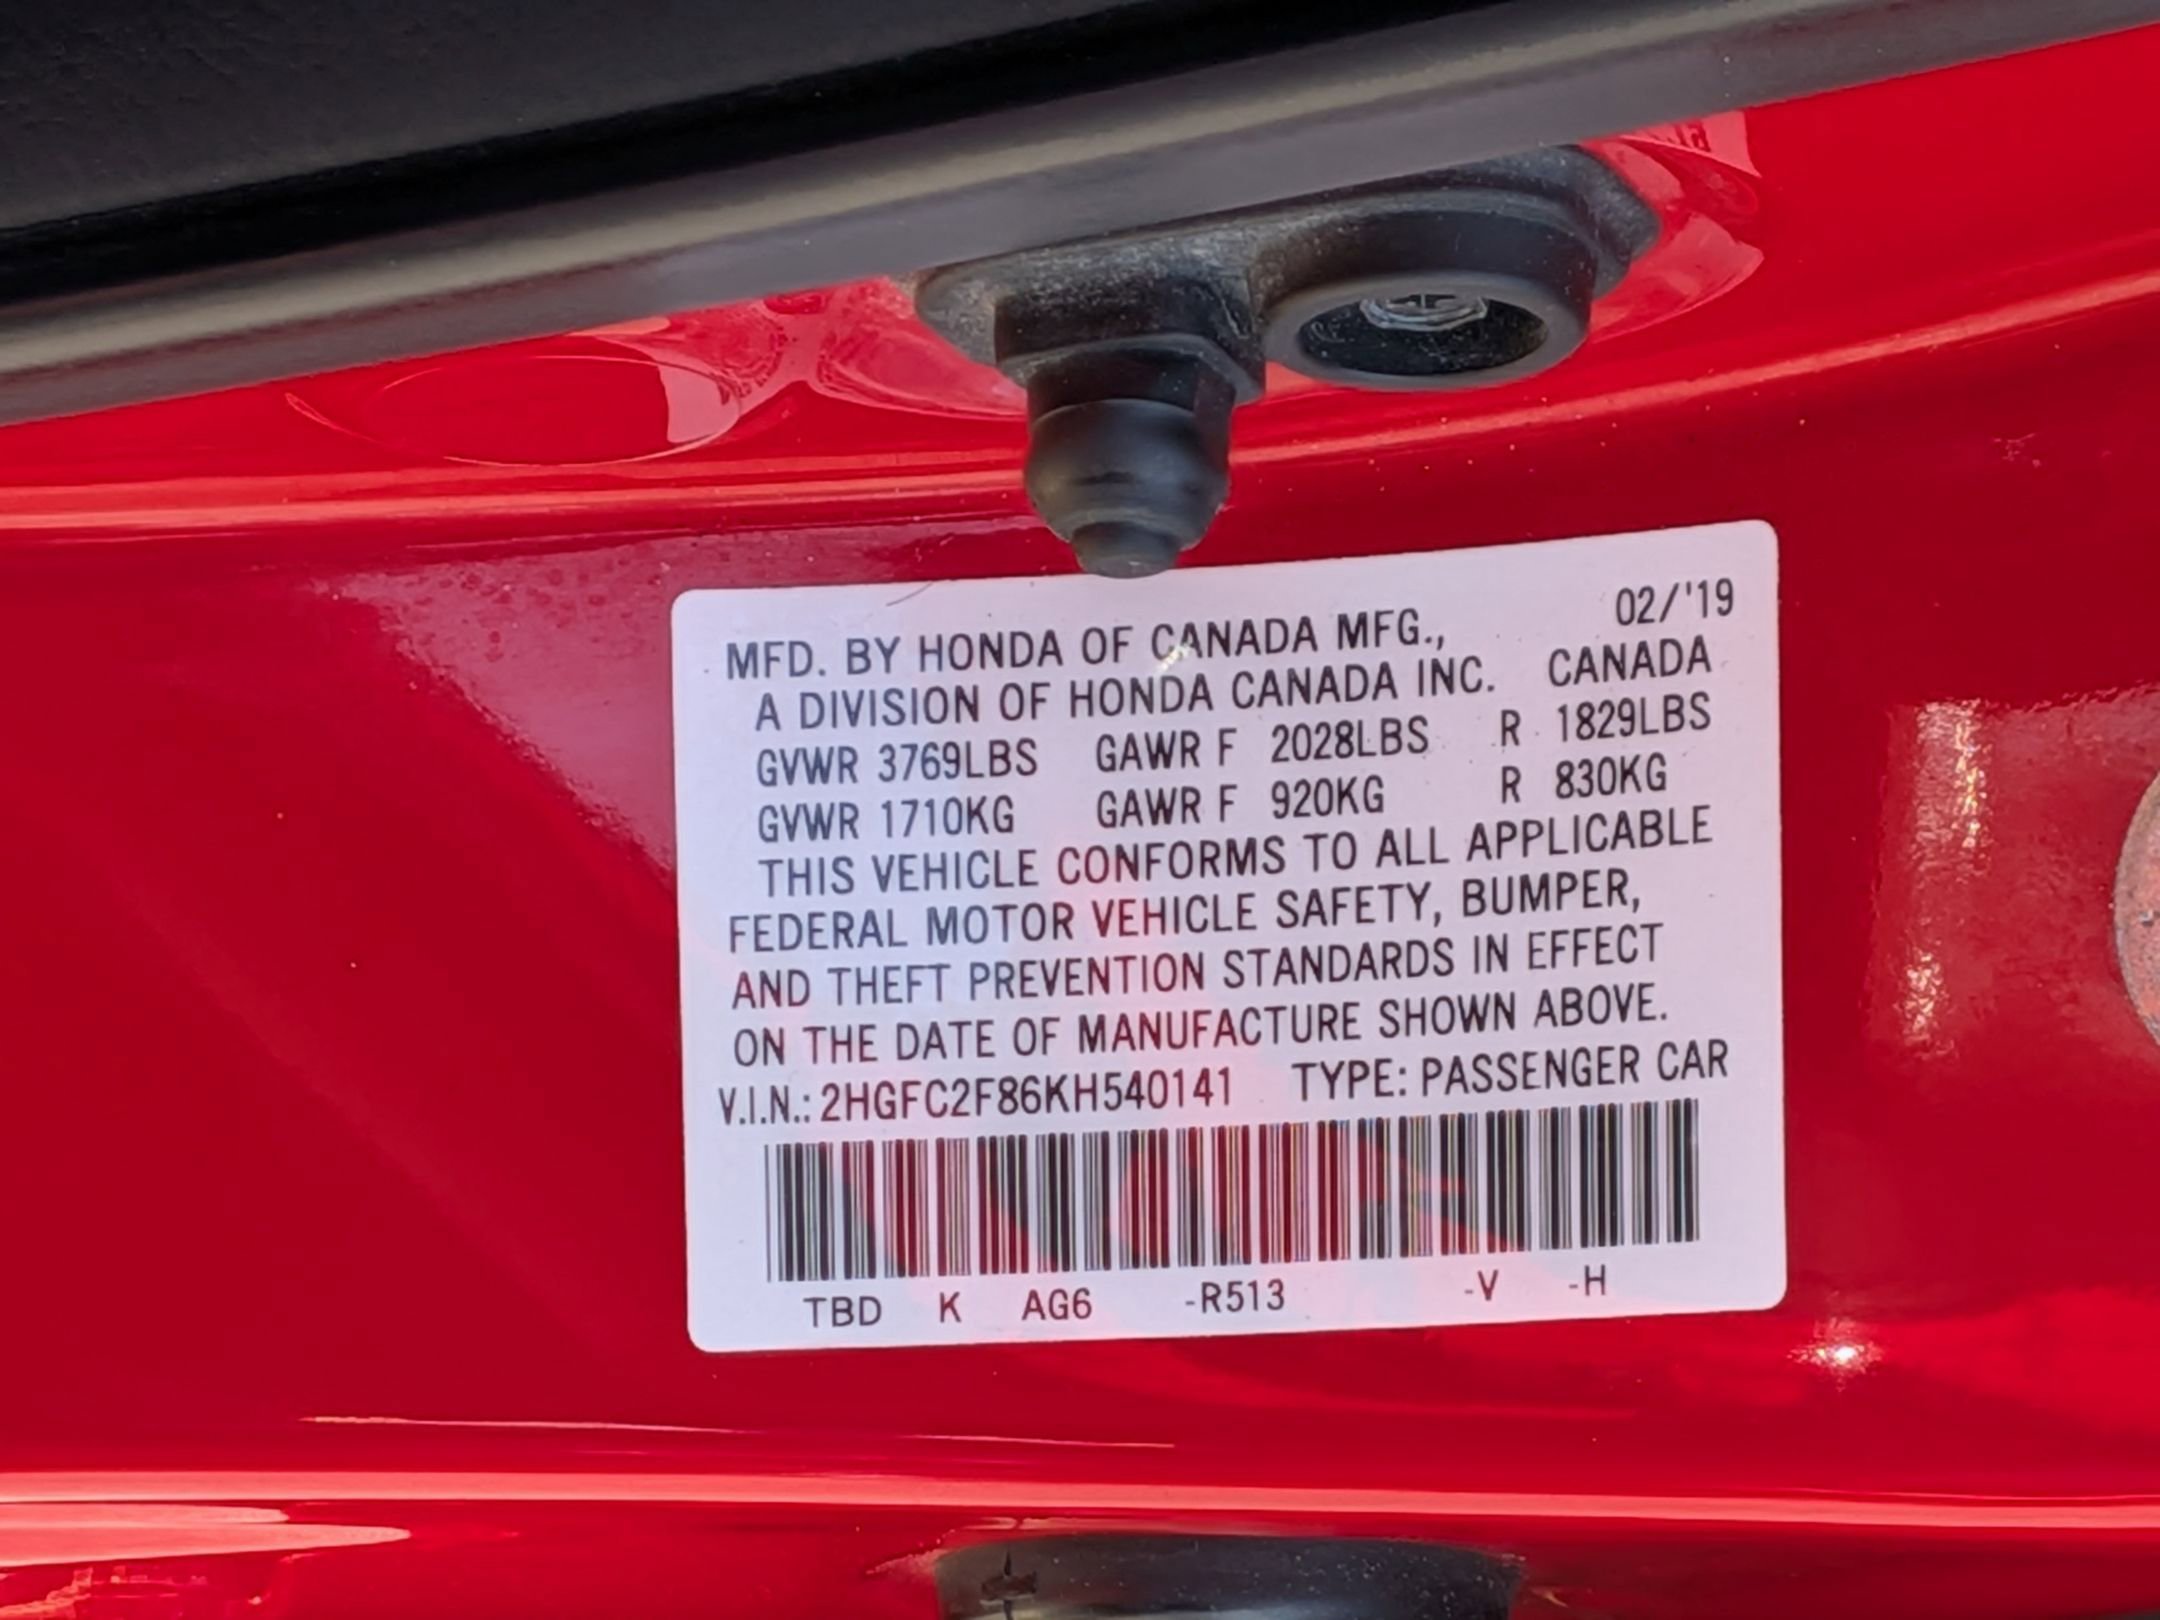 02/'19
MFD. BY HONDA OF CANADA MFG.,
A DIVISION OF HONDA CANADA INC. CANADA
GVWR 3769LBS GAWR F 2028LBS R 1829LBS
GVWR 1710KG GAWR F 920KG R 830KG
THIS VEHICLE CONFORMS TO ALL APPLICABLE
FEDERAL MOTOR VEHICLE SAFETY, BUMPER,
AND THEFT PREVENTION STANDARDS IN EFFECT
ON THE DATE OF MANUFACTURE SHOWN ABOVE.
V.I.N.: 2HGFC2F86KH540141 TYPE: PASSENGER CAR
TBD K AG6 -R513 -V -H